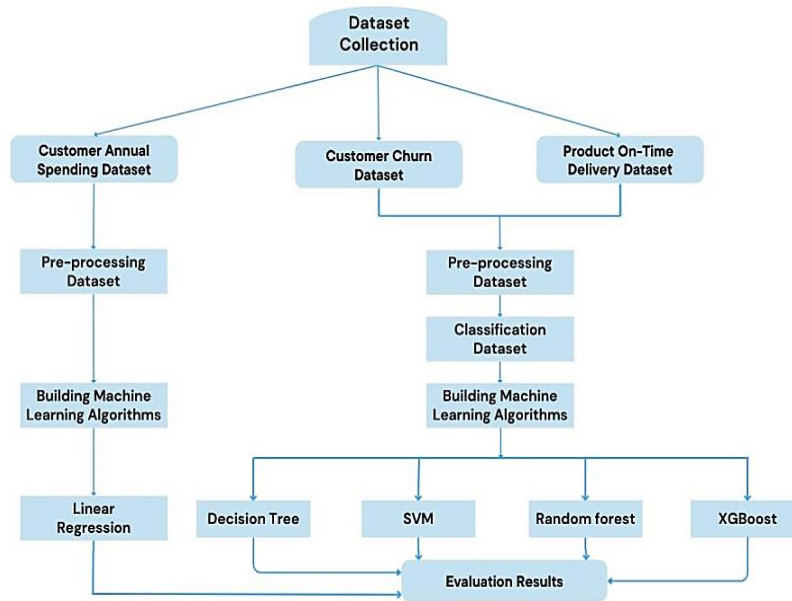 Dataset
Collection
Customer Annual
Spending Dataset
Customer Churn
Dataset
Product On-Time
Delivery Dataset
Pre-processing
Dataset
Pre-processing
Dataset
Classification
Dataset
Building Machine
Learning Algorithms
Building Machine
Learning Algorithms
Linear
Regression
Decision Tree
SVM
Random forest
XGBoost
Evaluation Results